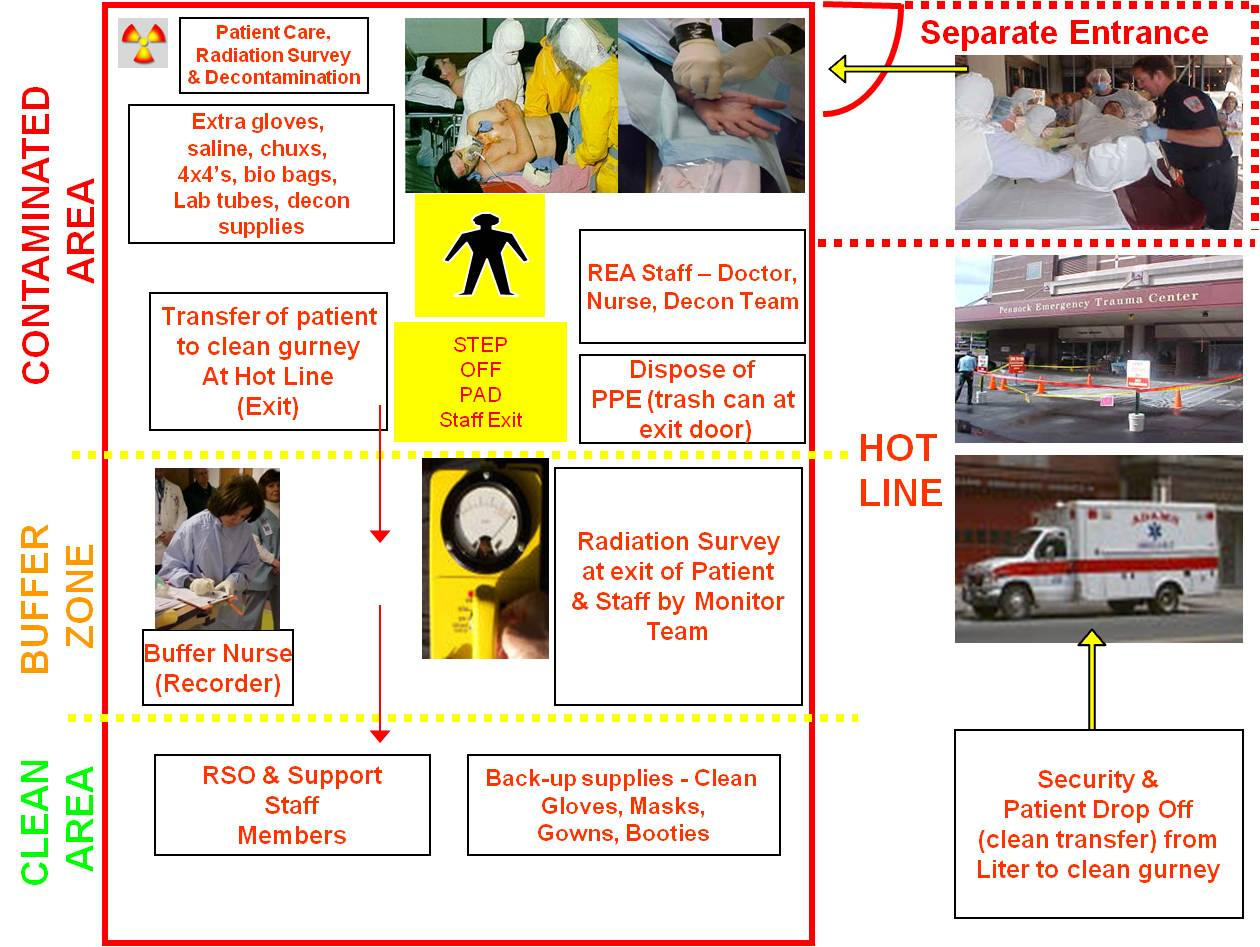 CONTAMINATED
AREA
Patient Care,
Radiation Survey
& Decontamination
Extra gloves,
saline, chuxs,
4x4's, bio bags,
Lab tubes, decon
supplies
Separate Entrance
REA Staff – Doctor,
Nurse, Decon Team
Transfer of patient
to clean gurney
At Hot Line
(Exit)
STEP
OFF
PAD
Staff Exit
Dispose of
PPE (trash can at
exit door)
Pennock Emergency Trauma Center
HOT
LINE
BUFFER
ZONE
Buffer Nurse
(Recorder)
Radiation Survey
at exit of Patient
& Staff by Monitor
Team
ADAMS
CLEAN
AREA
RSO & Support
Staff
Members
Back-up supplies - Clean
Gloves, Masks,
Gowns, Booties
Security &
Patient Drop Off
(clean transfer) from
Liter to clean gurney